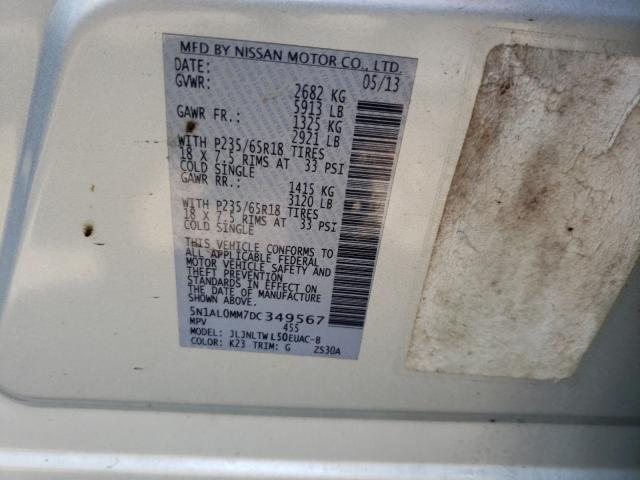 MFD BY NISSAN MOTOR CO., LTD.
DATE: 05/13
GVWR: 2682 KG
5913 LB
GAWR FR.: 1325 KG
2921 LB
WITH P235/65R18 TIRES
18 X 7.5 RIMS AT 33 PSI
COLD SINGLE
GAWR RR.: 1415 KG
3120 LB
WITH P235/65R18 TIRES
18 X 7.5 RIMS AT 33 PSI
COLD SINGLE
THIS VEHICLE CONFORMS TO
ALL APPLICABLE FEDERAL
MOTOR VEHICLE SAFETY AND
THEFT PREVENTION
STANDARDS IN EFFECT ON
THE DATE OF MANUFACTURE
SHOWN ABOVE.
5N1AL0MM7DC349567
MPV 455
MODEL: JLJNLTWL50EUAC-B
COLOR: K23 TRIM: G ZS30A